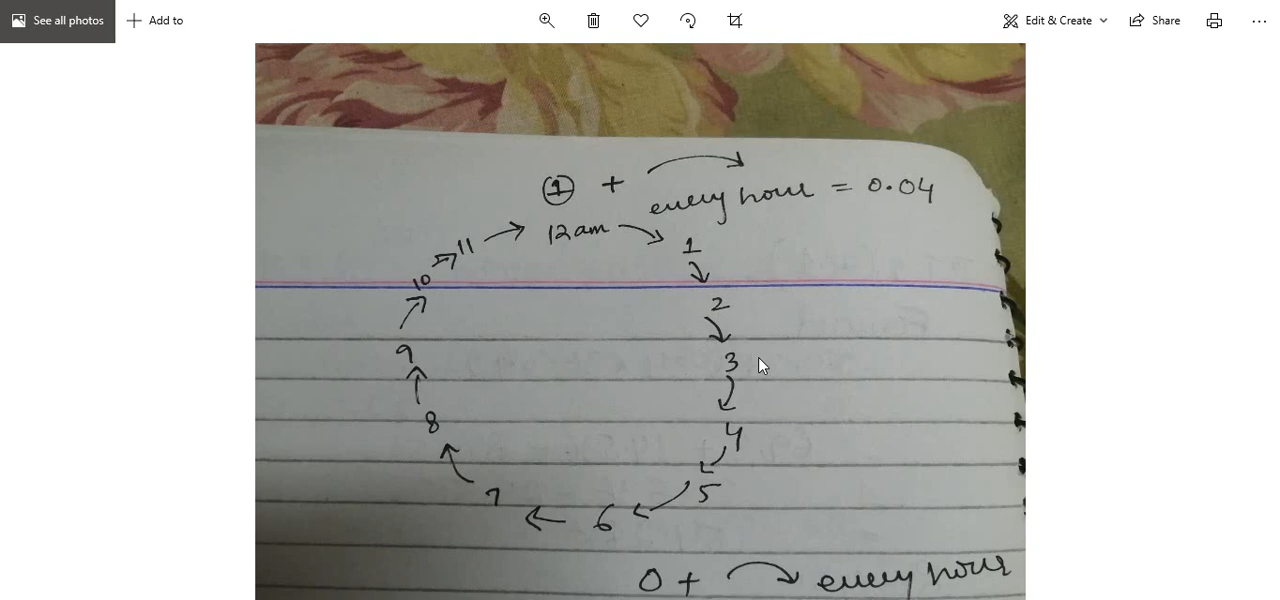 See all photos
Add to
Edit & Create
Share
1 + every hour = 0.04
12am
1
2
3
4
5
6
7
8
9
10
11
0 + every hour